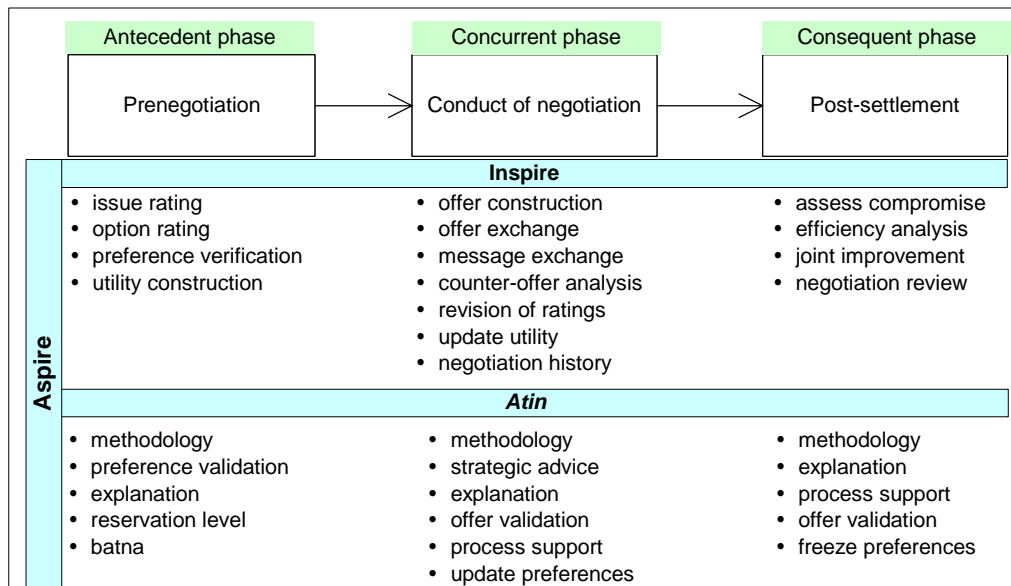 Antecedent phase
Concurrent phase
Consequent phase
Prenegotiation
Conduct of negotiation
Post-settlement
Aspire
Inspire
• issue rating
• option rating
• preference verification
• utility construction
• offer construction
• offer exchange
• message exchange
• counter-offer analysis
• revision of ratings
• update utility
• negotiation history
• assess compromise
• efficiency analysis
• joint improvement
• negotiation review
Atin
• methodology
• preference validation
• explanation
• reservation level
• batna
• methodology
• strategic advice
• explanation
• offer validation
• process support
• update preferences
• methodology
• explanation
• process support
• offer validation
• freeze preferences